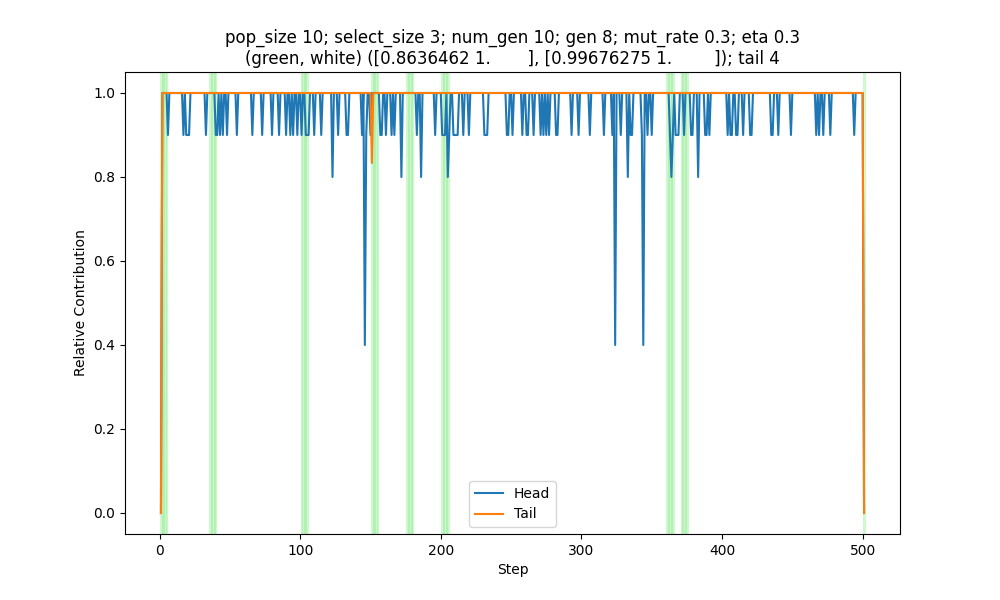 pop_size 10; select_size 3; num_gen 10; gen 8; mut_rate 0.3; eta 0.3
(green, white) ([0.8636462 1.       ], [0.99676275 1.        ]); tail 4
Relative Contribution
1.0
0.8
0.6
0.4
0.2
0.0
Head
Tail
0 100 200 300 400 500
Step